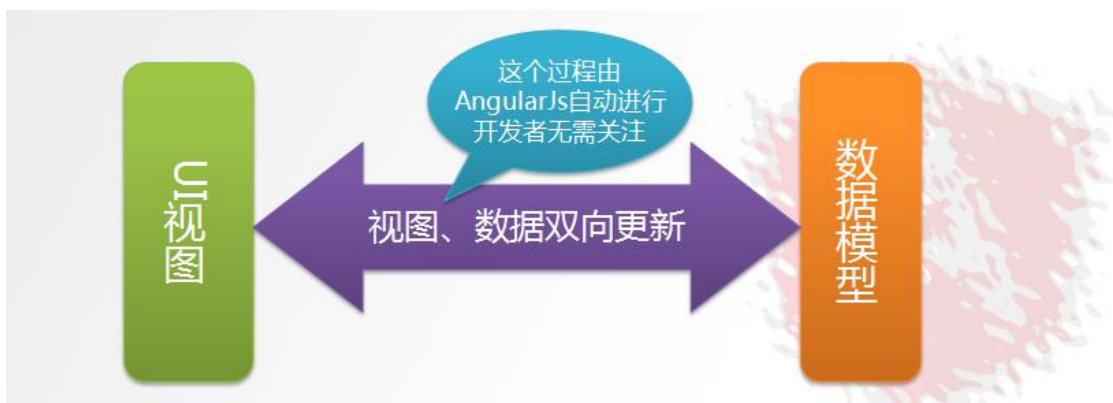 这个过程由
AngularJs自动进行
开发者无需关注
UI视图
视图、数据双向更新
数据模型